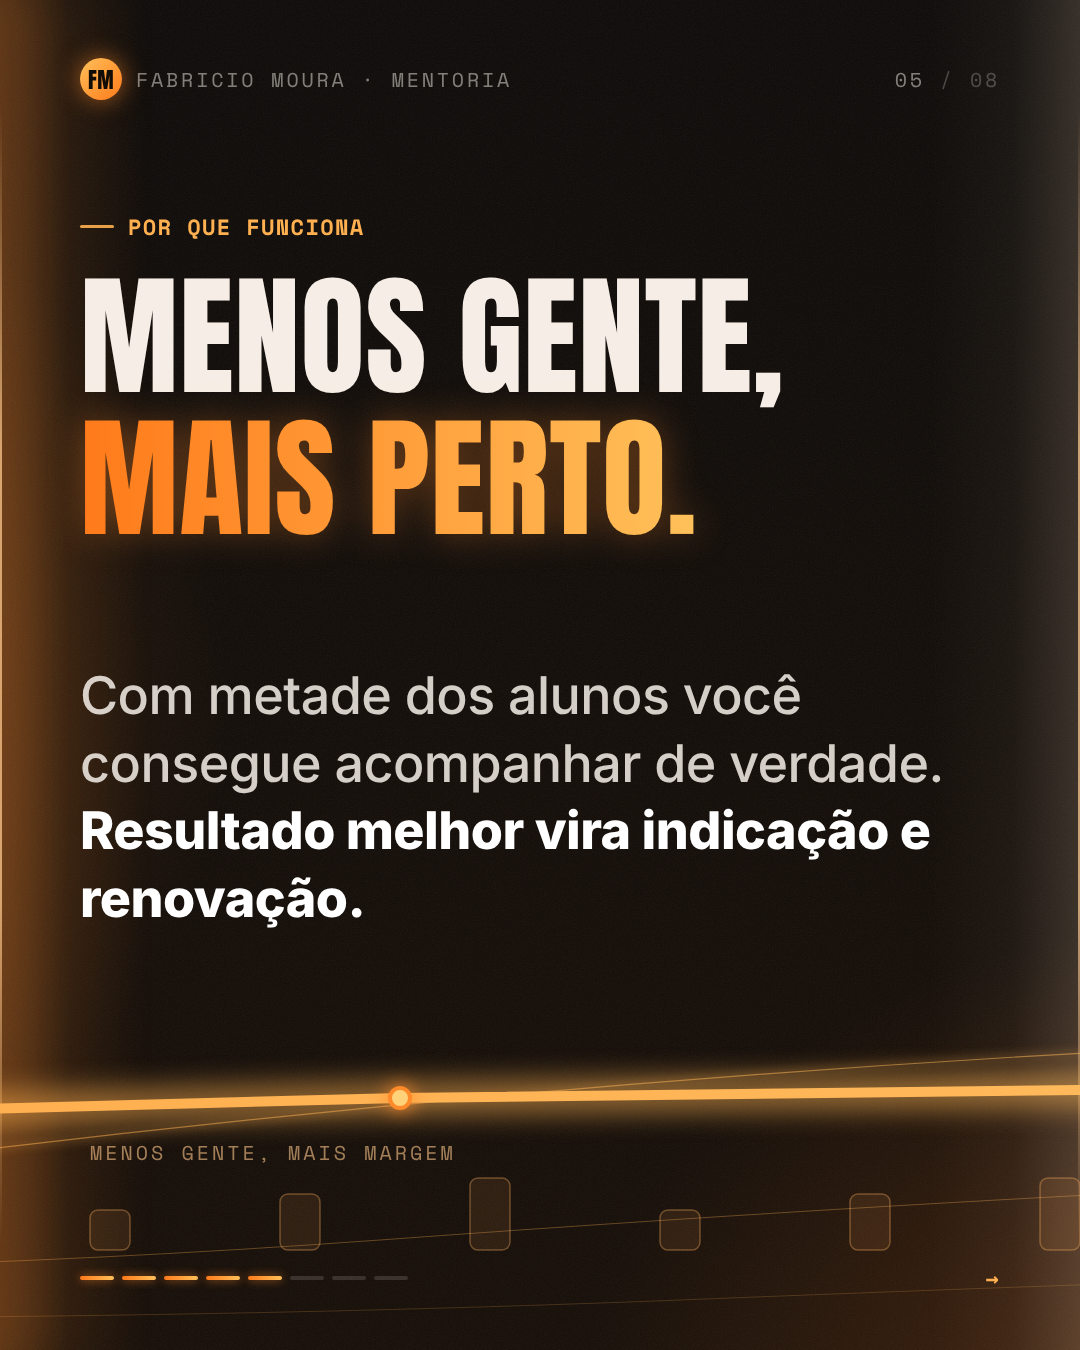 FM FABRICIO MOURA · MENTORIA
05 / 08
— POR QUE FUNCIONA
MENOS GENTE,
MAIS PERTO.
Com metade dos alunos você
consegue acompanhar de verdade.
Resultado melhor vira indicação e
renovação.
MENOS GENTE, MAIS MARGEM
→